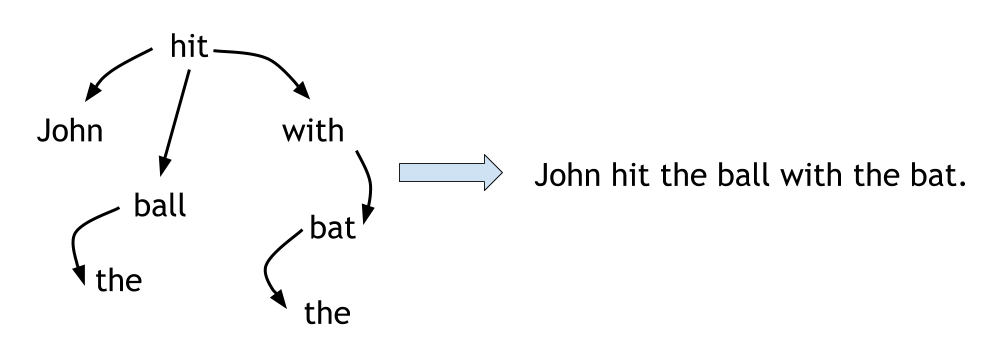 hit
John
with
ball
bat
the
the
John hit the ball with the bat.